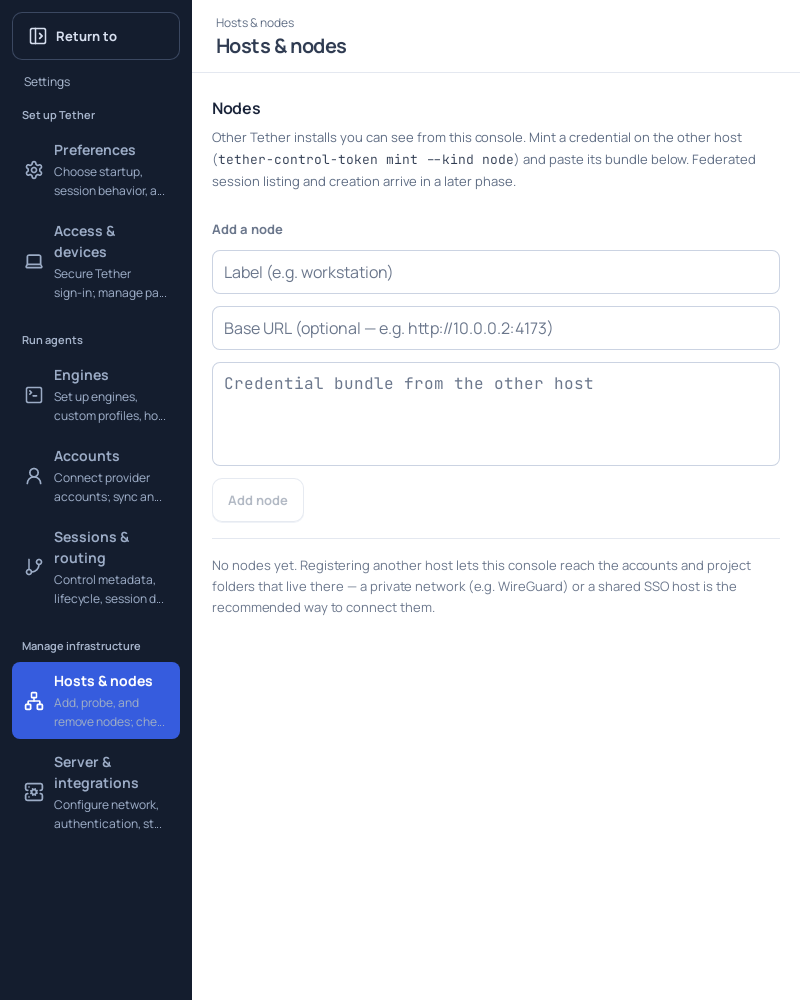 Return to
Settings
Set up Tether
Preferences
Choose startup,
session behavior, a...
Access &
devices
Secure Tether
sign-in; manage pa...
Run agents
Engines
Set up engines,
custom profiles, ho...
Accounts
Connect provider
accounts; sync an...
Sessions &
routing
Control metadata,
lifecycle, session d...
Manage infrastructure
Hosts & nodes
Add, probe, and
remove nodes; che...
Server &
integrations
Configure network,
authentication, st...
Hosts & nodes
Hosts & nodes
Nodes
Other Tether installs you can see from this console. Mint a credential on the other host
(tether-control-token mint --kind node) and paste its bundle below. Federated
session listing and creation arrive in a later phase.
Add a node
Label (e.g. workstation)
Base URL (optional — e.g. http://10.0.0.2:4173)
Credential bundle from the other host
Add node
No nodes yet. Registering another host lets this console reach the accounts and project
folders that live there — a private network (e.g. WireGuard) or a shared SSO host is the
recommended way to connect them.